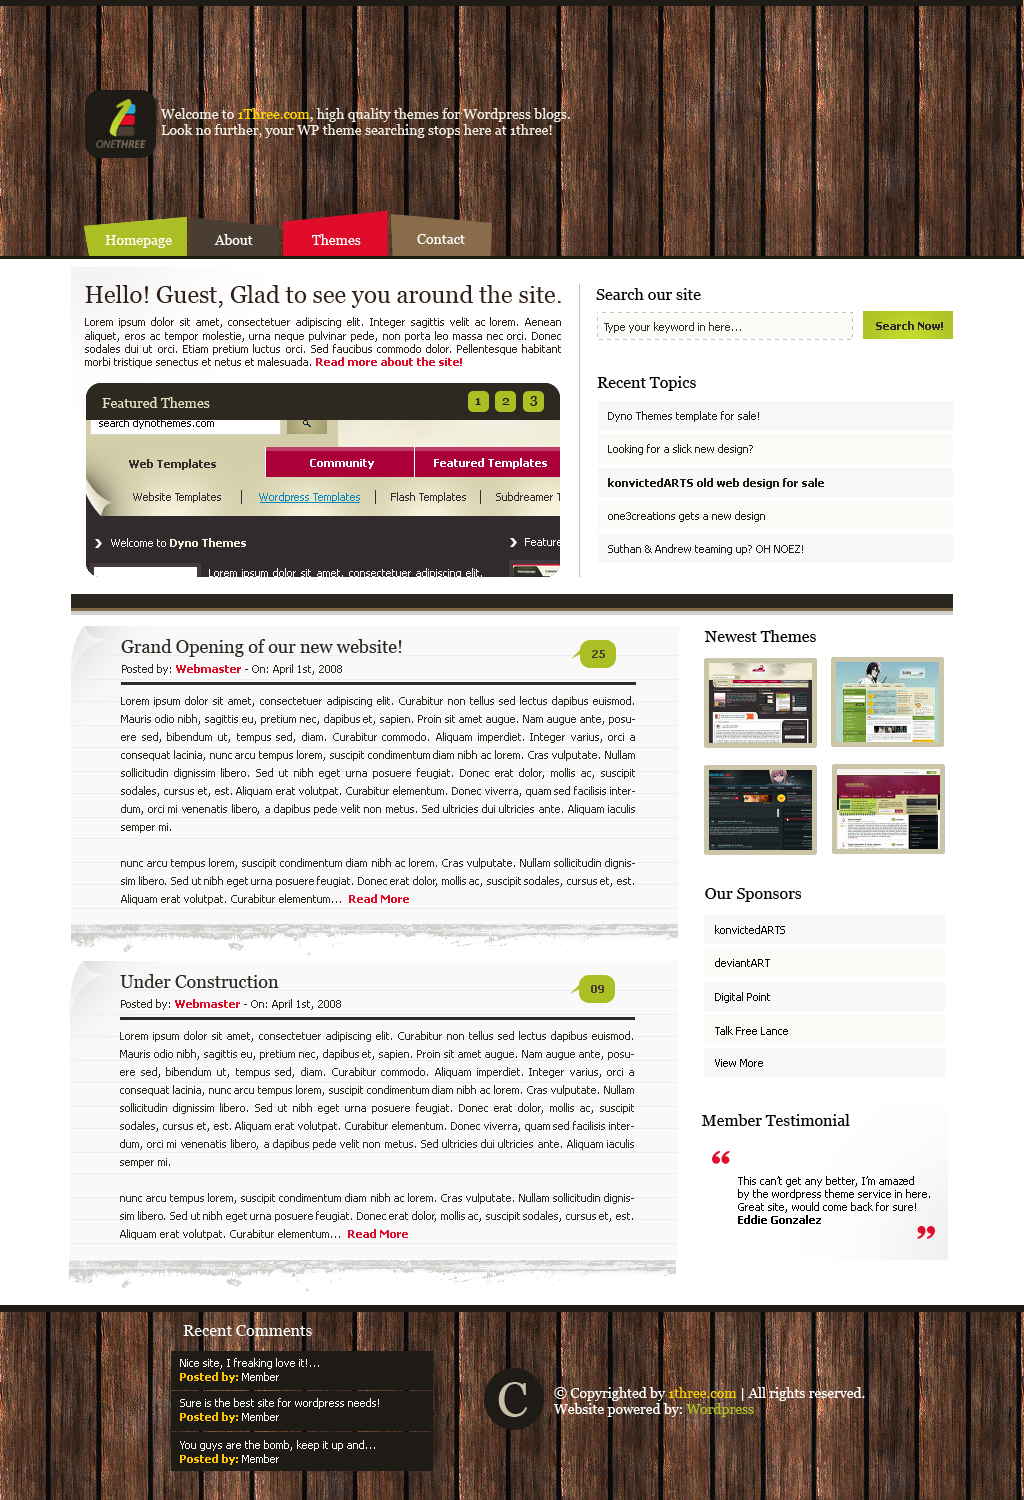 Welcome to 1Three.com, high quality themes for Wordpress blogs.
Look no further, your WP theme searching stops here at 1three!
ONETHREE
Homepage
About
Themes
Contact
Hello! Guest, Glad to see you around the site.
Lorem ipsum dolor sit amet, consectetuer adipiscing elit. Integer sagittis velit ac lorem. Aenean
aliquet, eros ac tempor molestie, urna neque pulvinar pede, non porta leo massa nec orci. Donec
sodales dui ut orci. Etiam pretium luctus orci. Sed faucibus commodo dolor. Pellentesque habitant
morbi tristique senectus et netus et malesuada. Read more about the site!
Featured Themes
1 2 3
search dynothemes.com
Web Templates
Community
Featured Templates
Website Templates
Wordpress Templates
Flash Templates
Subdreamer T
Welcome to Dyno Themes
Feature
Lorem ipsum dolor sit amet, consectetuer adipiscing elit.
Search our site
Type your keyword in here...
Search Now!
Recent Topics
Dyno Themes template for sale!
Looking for a slick new design?
konvictedARTS old web design for sale
one3creations gets a new design
Suthan & Andrew teaming up? OH NOEZ!
Grand Opening of our new website!
25
Posted by: Webmaster - On: April 1st, 2008
Lorem ipsum dolor sit amet, consectetuer adipiscing elit. Curabitur non tellus sed lectus dapibus euismod.
Mauris odio nibh, sagittis eu, pretium nec, dapibus et, sapien. Proin sit amet augue. Nam augue ante, posu-
ere sed, bibendum ut, tempus sed, diam. Curabitur commodo. Aliquam imperdiet. Integer varius, orci a
consequat lacinia, nunc arcu tempus lorem, suscipit condimentum diam nibh ac lorem. Cras vulputate. Nullam
sollicitudin dignissim libero. Sed ut nibh eget urna posuere feugiat. Donec erat dolor, mollis ac, suscipit
sodales, cursus et, est. Aliquam erat volutpat. Curabitur elementum. Donec viverra, quam sed facilisis inter-
dum, orci mi venenatis libero, a dapibus pede velit non metus. Sed ultricies dui ultricies ante. Aliquam iaculis
semper mi.
nunc arcu tempus lorem, suscipit condimentum diam nibh ac lorem. Cras vulputate. Nullam sollicitudin dignis-
sim libero. Sed ut nibh eget urna posuere feugiat. Donec erat dolor, mollis ac, suscipit sodales, cursus et, est.
Aliquam erat volutpat. Curabitur elementum... Read More
Under Construction
09
Posted by: Webmaster - On: April 1st, 2008
Lorem ipsum dolor sit amet, consectetuer adipiscing elit. Curabitur non tellus sed lectus dapibus euismod.
Mauris odio nibh, sagittis eu, pretium nec, dapibus et, sapien. Proin sit amet augue. Nam augue ante, posu-
ere sed, bibendum ut, tempus sed, diam. Curabitur commodo. Aliquam imperdiet. Integer varius, orci a
consequat lacinia, nunc arcu tempus lorem, suscipit condimentum diam nibh ac lorem. Cras vulputate. Nullam
sollicitudin dignissim libero. Sed ut nibh eget urna posuere feugiat. Donec erat dolor, mollis ac, suscipit
sodales, cursus et, est. Aliquam erat volutpat. Curabitur elementum. Donec viverra, quam sed facilisis inter-
dum, orci mi venenatis libero, a dapibus pede velit non metus. Sed ultricies dui ultricies ante. Aliquam iaculis
semper mi.
nunc arcu tempus lorem, suscipit condimentum diam nibh ac lorem. Cras vulputate. Nullam sollicitudin dignis-
sim libero. Sed ut nibh eget urna posuere feugiat. Donec erat dolor, mollis ac, suscipit sodales, cursus et, est.
Aliquam erat volutpat. Curabitur elementum... Read More
Newest Themes
Our Sponsors
konvictedARTS
deviantART
Digital Point
Talk Free Lance
View More
Member Testimonial
“
This can't get any better, I'm amazed
by the wordpress theme service in here.
Great site, would come back for sure!
Eddie Gonzalez
”
Recent Comments
Nice site, I freaking love it!...
Posted by: Member
Sure is the best site for wordpress needs!
Posted by: Member
You guys are the bomb, keep it up and...
Posted by: Member
C
© Copyrighted by 1three.com | All rights reserved.
Website powered by: Wordpress